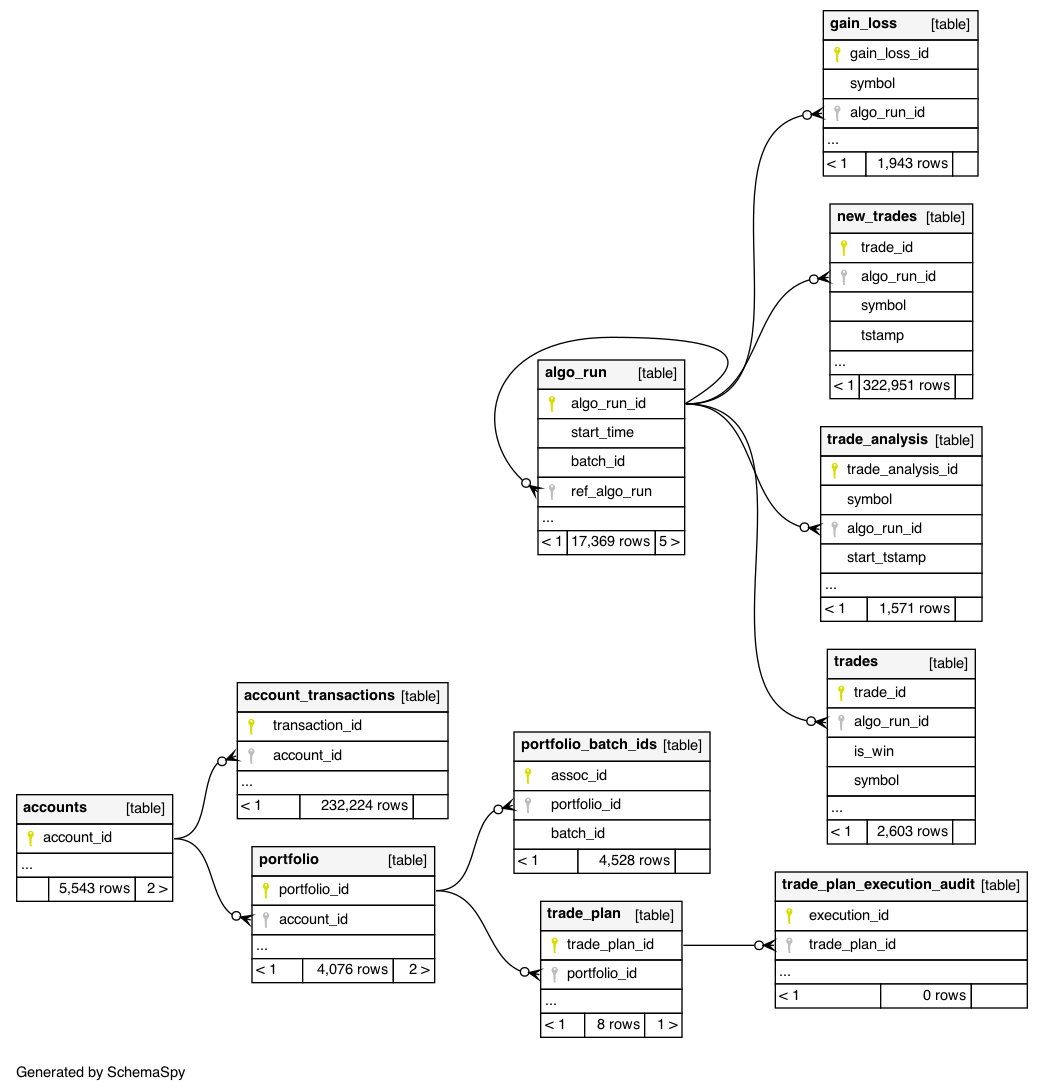 gain_loss [table]
gain_loss_id
symbol
algo_run_id
...
< 1 1,943 rows
new_trades [table]
trade_id
algo_run_id
symbol
tstamp
...
< 1 322,951 rows
algo_run [table]
algo_run_id
start_time
batch_id
ref_algo_run
...
< 1 17,369 rows 5 >
trade_analysis [table]
trade_analysis_id
symbol
algo_run_id
start_tstamp
...
< 1 1,571 rows
trades [table]
trade_id
algo_run_id
is_win
symbol
...
< 1 2,603 rows
account_transactions [table]
transaction_id
account_id
...
< 1 232,224 rows
portfolio_batch_ids [table]
assoc_id
portfolio_id
batch_id
< 1 4,528 rows
accounts [table]
account_id
...
5,543 rows 2 >
portfolio [table]
portfolio_id
account_id
...
< 1 4,076 rows 2 >
trade_plan [table]
trade_plan_id
portfolio_id
...
< 1 8 rows 1 >
trade_plan_execution_audit [table]
execution_id
trade_plan_id
...
< 1 0 rows
Generated by SchemaSpy